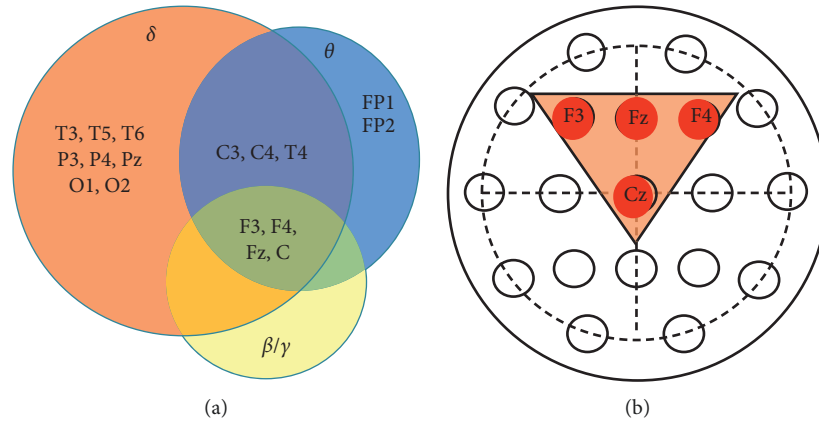 δ
θ
FP1
FP2
T3, T5, T6
P3, P4, Pz
O1, O2
C3, C4, T4
F3, F4,
Fz, C
β/γ
(a)
F3 Fz F4
Cz
(b)